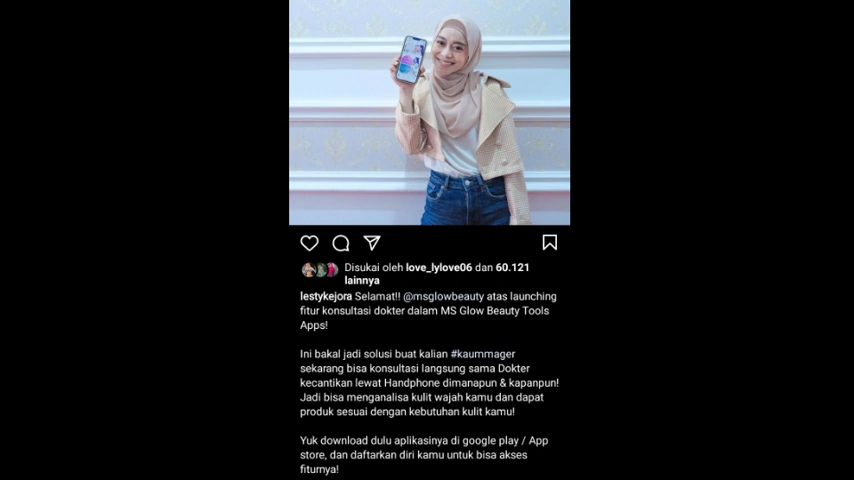 Disukai oleh love_lylove06 dan 60.121
lainnya
lestykejora Selamat!! @msglowbeauty atas launching
fitur konsultasi dokter dalam MS Glow Beauty Tools
Apps!
Ini bakal jadi solusi buat kalian #kaummager
sekarang bisa konsultasi langsung sama Dokter
kecantikan lewat Handphone dimanapun & kapanpun!
Jadi bisa menganalisa kulit wajah kamu dan dapat
produk sesuai dengan kebutuhan kulit kamu!
Yuk download dulu aplikasinya di google play / App
store, dan daftarkan diri kamu untuk bisa akses
fiturnya!